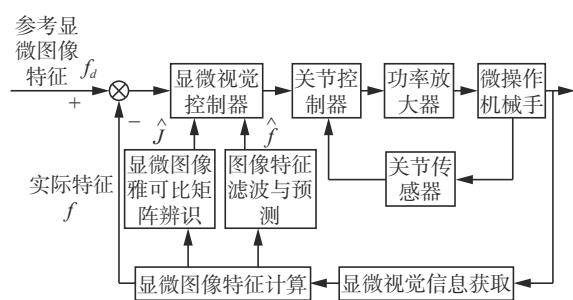 参考显
微图像
特征
f_d
+
−
显微视觉
控制器
关节控
制器
功率放
大器
微操作
机械手
Ĵ
f̂
显微图像
雅可比矩
阵辨识
图像特征
滤波与预
测
关节传
感器
实际特征
f
显微图像特征计算
显微视觉信息获取